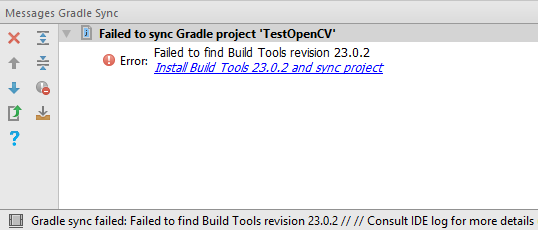 Messages Gradle Sync
Failed to sync Gradle project 'TestOpenCV'
Error:
Failed to find Build Tools revision 23.0.2
Install Build Tools 23.0.2 and sync project
Gradle sync failed: Failed to find Build Tools revision 23.0.2 // // Consult IDE log for more details